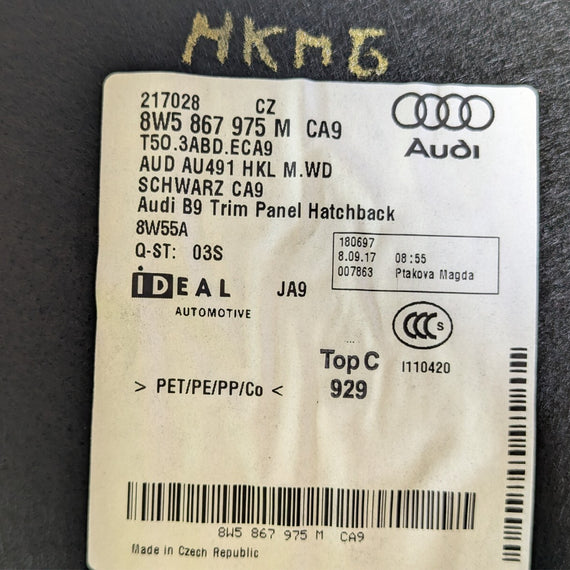 HKMG
217028 CZ
8W5 867 975 M CA9
T50.3ABD.ECA9
AUD AU491 HKL M.WD
SCHWARZ CA9
Audi B9 Trim Panel Hatchback
8W55A
Q-ST: 03S
Audi
180697
8.09.17 08:55
007863 Ptakova Magda
IDEAL JA9
AUTOMOTIVE
CCC S
Top C I110420
> PET/PE/PP/Co < 929
8W5 867 975 M CA9
Made in Czech Republic